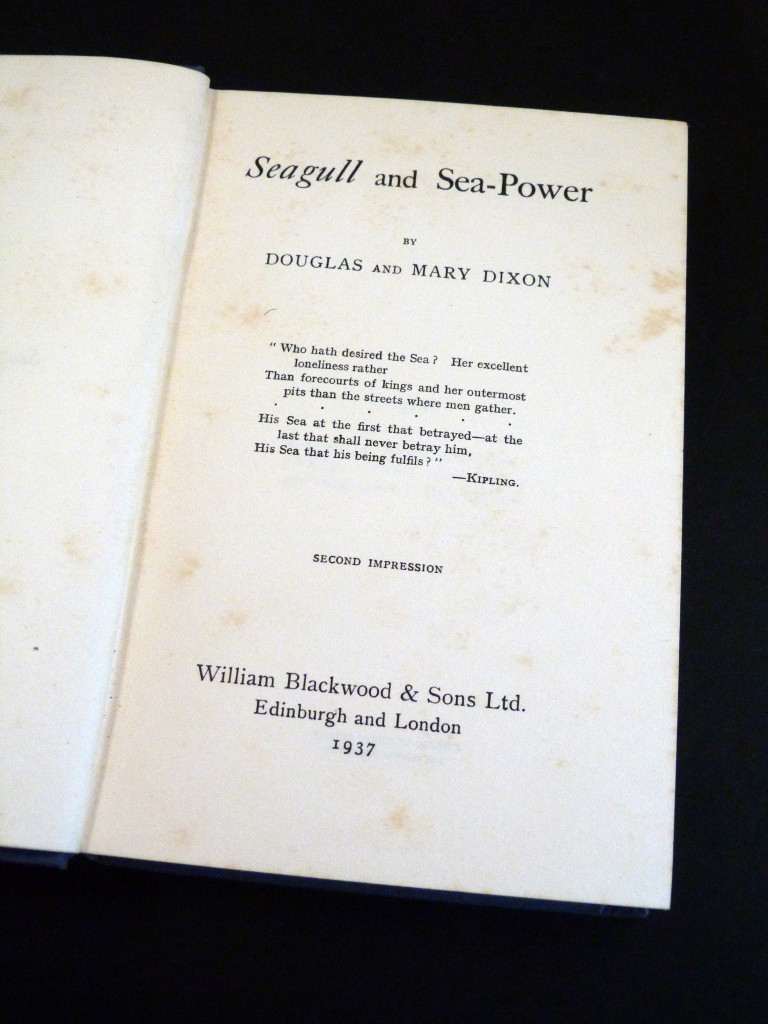 Seagull and Sea-Power
BY
DOUGLAS AND MARY DIXON
" Who hath desired the Sea ? Her excellent
loneliness rather
Than forecourts of kings and her outermost
pits than the streets where men gather.
. . . . . .
His Sea at the first that betrayed—at the
last that shall never betray him,
His Sea that his being fulfils ? "
—KIPLING.
SECOND IMPRESSION
William Blackwood & Sons Ltd.
Edinburgh and London
1937